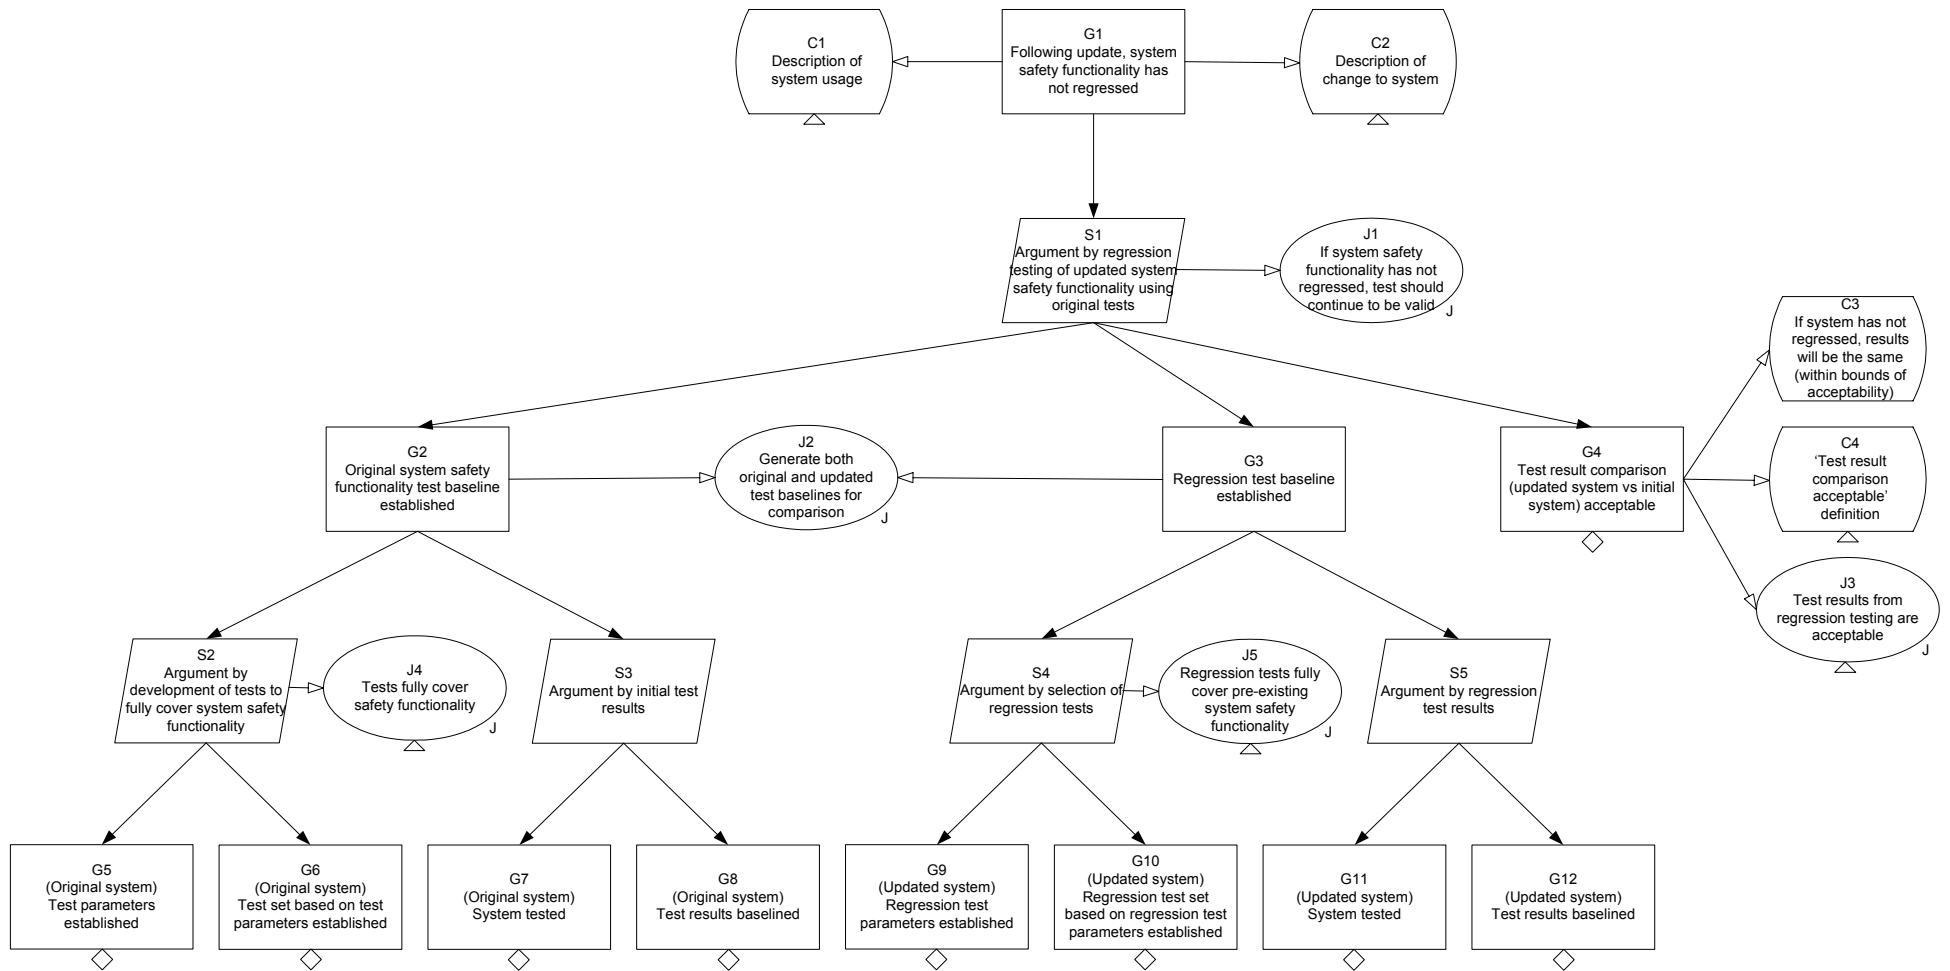 C1
Description of
system usage
G1
Following update, system
safety functionality has
not regressed
C2
Description of
change to system
S1
Argument by regression
testing of updated system
safety functionality using
original tests
J1
If system safety
functionality has not
regressed, test should
continue to be valid
J
C3
If system has not
regressed, results
will be the same
(within bounds of
acceptability)
G2
Original system safety
functionality test baseline
established
J2
Generate both
original and updated
test baselines for
comparison
J
G3
Regression test baseline
established
G4
Test result comparison
(updated system vs initial
system) acceptable
C4
‘Test result
comparison
acceptable’
definition
J3
Test results from
regression testing are
acceptable
J
S2
Argument by
development of tests to
fully cover system safety
functionality
J4
Tests fully cover
safety functionality
J
S3
Argument by initial test
results
S4
Argument by selection of
regression tests
J5
Regression tests fully
cover pre-existing
system safety
functionality
J
S5
Argument by regression
test results
G5
(Original system)
Test parameters
established
G6
(Original system)
Test set based on test
parameters established
G7
(Original system)
System tested
G8
(Original system)
Test results baselined
G9
(Updated system)
Regression test
parameters established
G10
(Updated system)
Regression test set
based on regression test
parameters established
G11
(Updated system)
System tested
G12
(Updated system)
Test results baselined